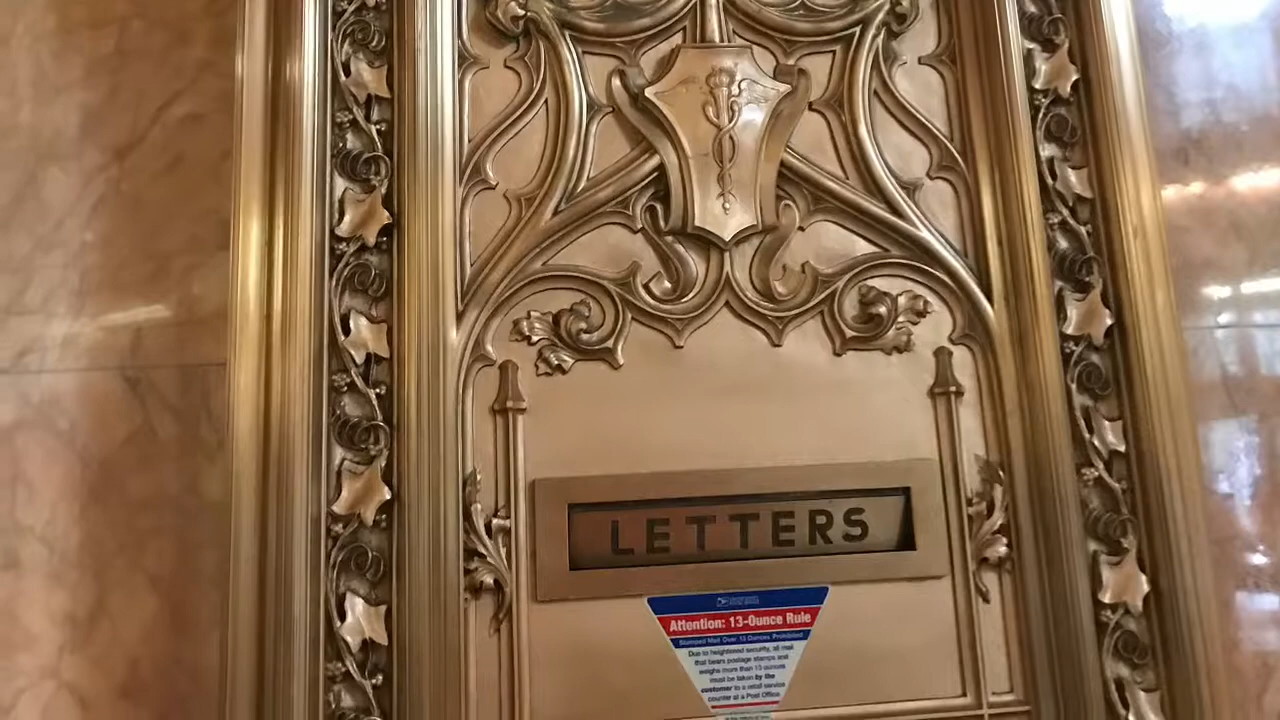 LETTERS
Attention: 13-Ounce Rule
Stamped Mail Over 13 Ounces Prohibited
Due to heightened security, all mail
that bears postage stamps and
weighs more than 13 ounces
must be taken by the
customer to a retail service
counter at a Post Office.